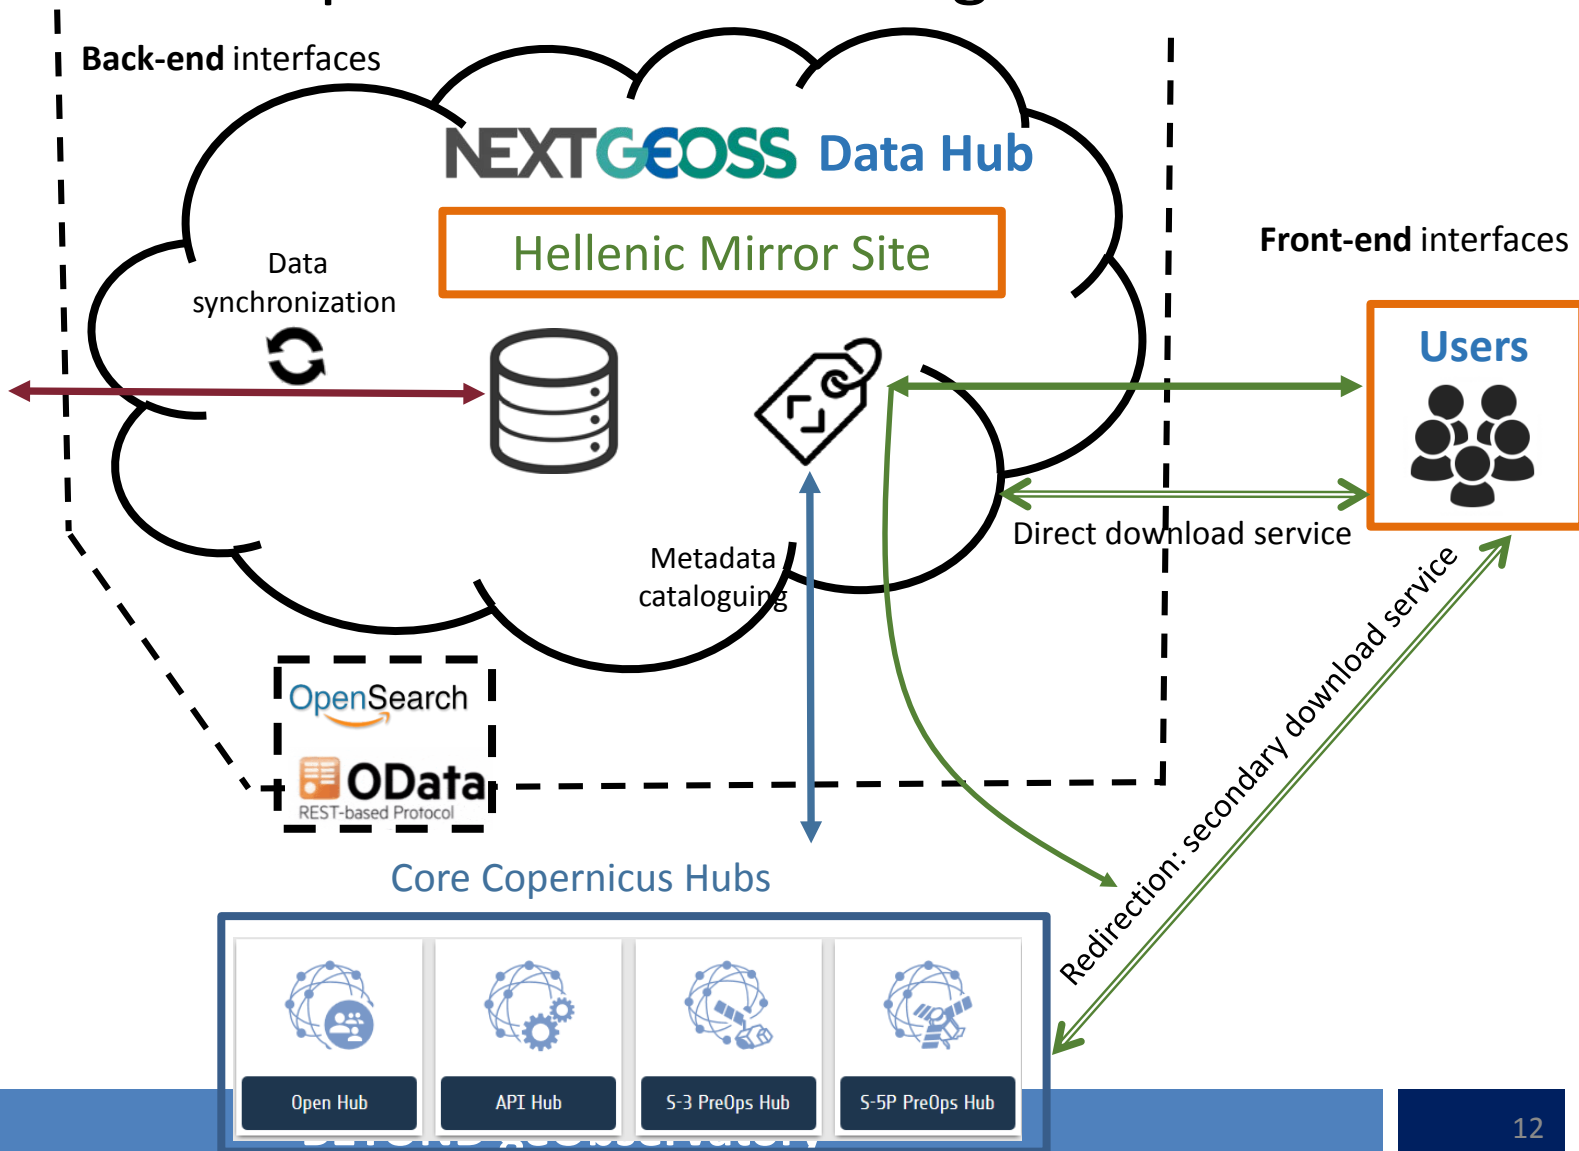 Back-end interfaces
NEXTGEOSS Data Hub
Hellenic Mirror Site
Front-end interfaces
Data
synchronization
Users
Direct download service
Metadata
cataloguing
OpenSearch
OData
REST-based Protocol
Redirection: secondary download service
Core Copernicus Hubs
Open Hub
API Hub
S-3 PreOps Hub
S-5P PreOps Hub
12